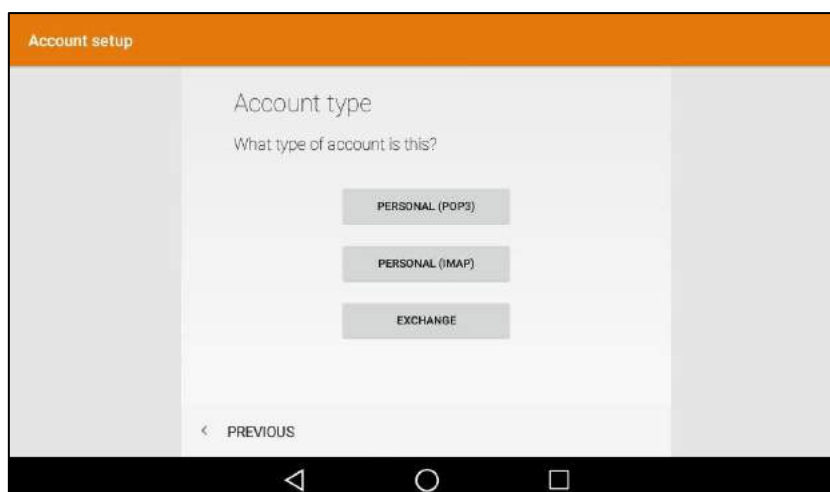 Account setup
Account type
What type of account is this?
PERSONAL (POP3)
PERSONAL (IMAP)
EXCHANGE
PREVIOUS